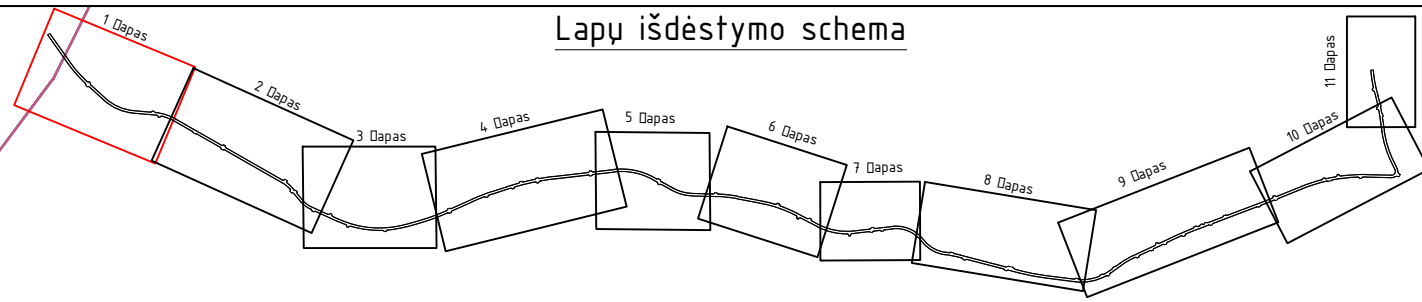 Lapų išdėstymo schema
1 ▯apas
2 ▯apas
3 ▯apas
4 ▯apas
5 ▯apas
6 ▯apas
7 ▯apas
8 ▯apas
9 ▯apas
10 ▯apas
11 ▯apas